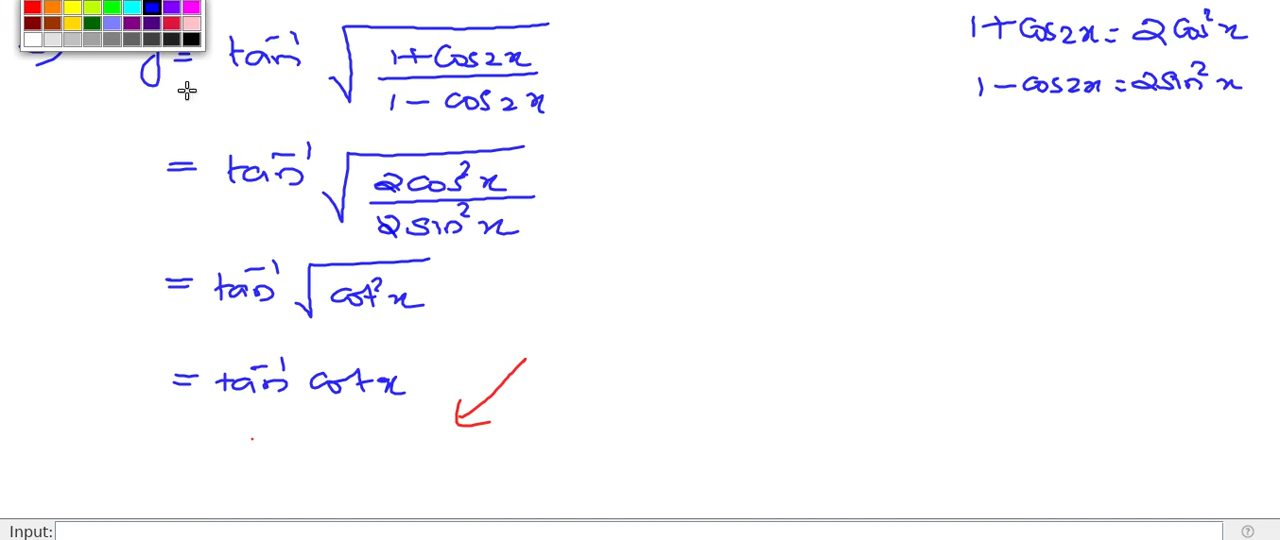 y = tan⁻¹ √((1 + cos2x)/(1 - cos2x))
1 + cos2x = 2cos²x
1 - cos2x = 2sin²x
= tan⁻¹ √((2cos²x)/(2sin²x))
= tan⁻¹ √(cot²x)
= tan⁻¹ cotx
Input: